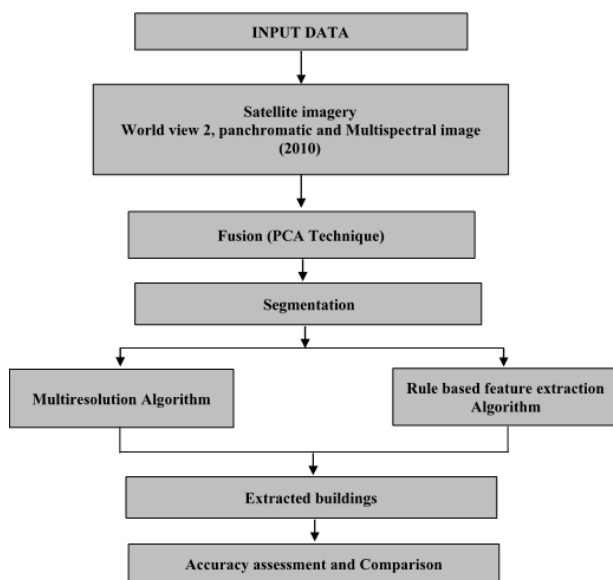 INPUT DATA
Satellite imagery
World view 2, panchromatic and Multispectral image
(2010)
Fusion (PCA Technique)
Segmentation
Multiresolution Algorithm
Rule based feature extraction
Algorithm
Extracted buildings
Accuracy assessment and Comparison